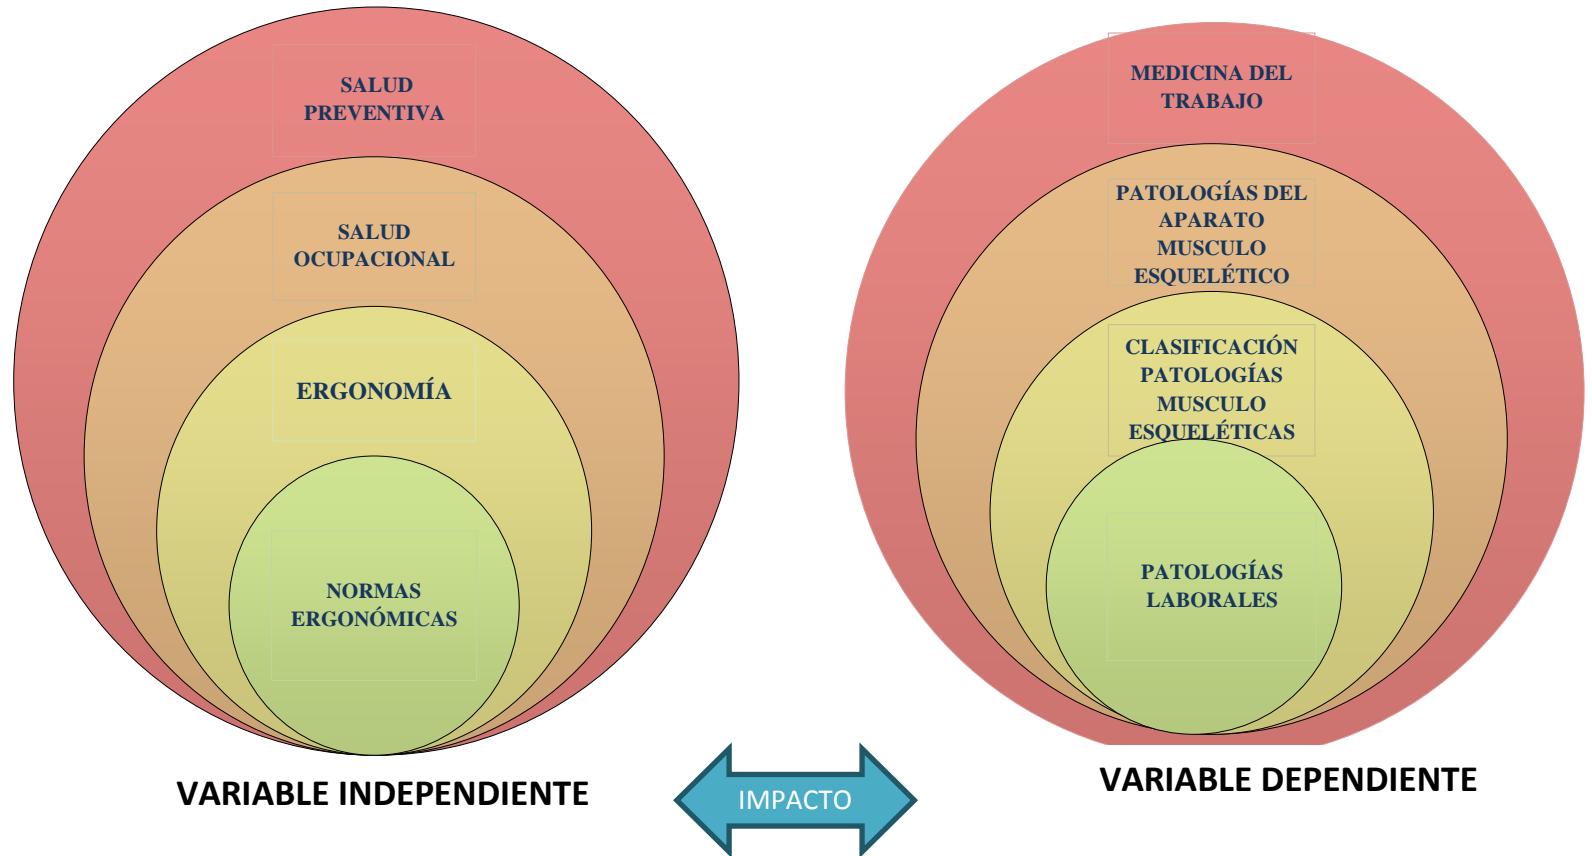 SALUD
PREVENTIVA
SALUD
OCUPACIONAL
ERGONOMÍA
NORMAS
ERGONÓMICAS
VARIABLE INDEPENDIENTE
IMPACTO
MEDICINA DEL
TRABAJO
PATOLOGÍAS DEL
APARATO
MUSCULO
ESQUELÉTICO
CLASIFICACIÓN
PATOLOGÍAS
MUSCULO
ESQUELÉTICAS
PATOLOGÍAS
LABORALES
VARIABLE DEPENDIENTE